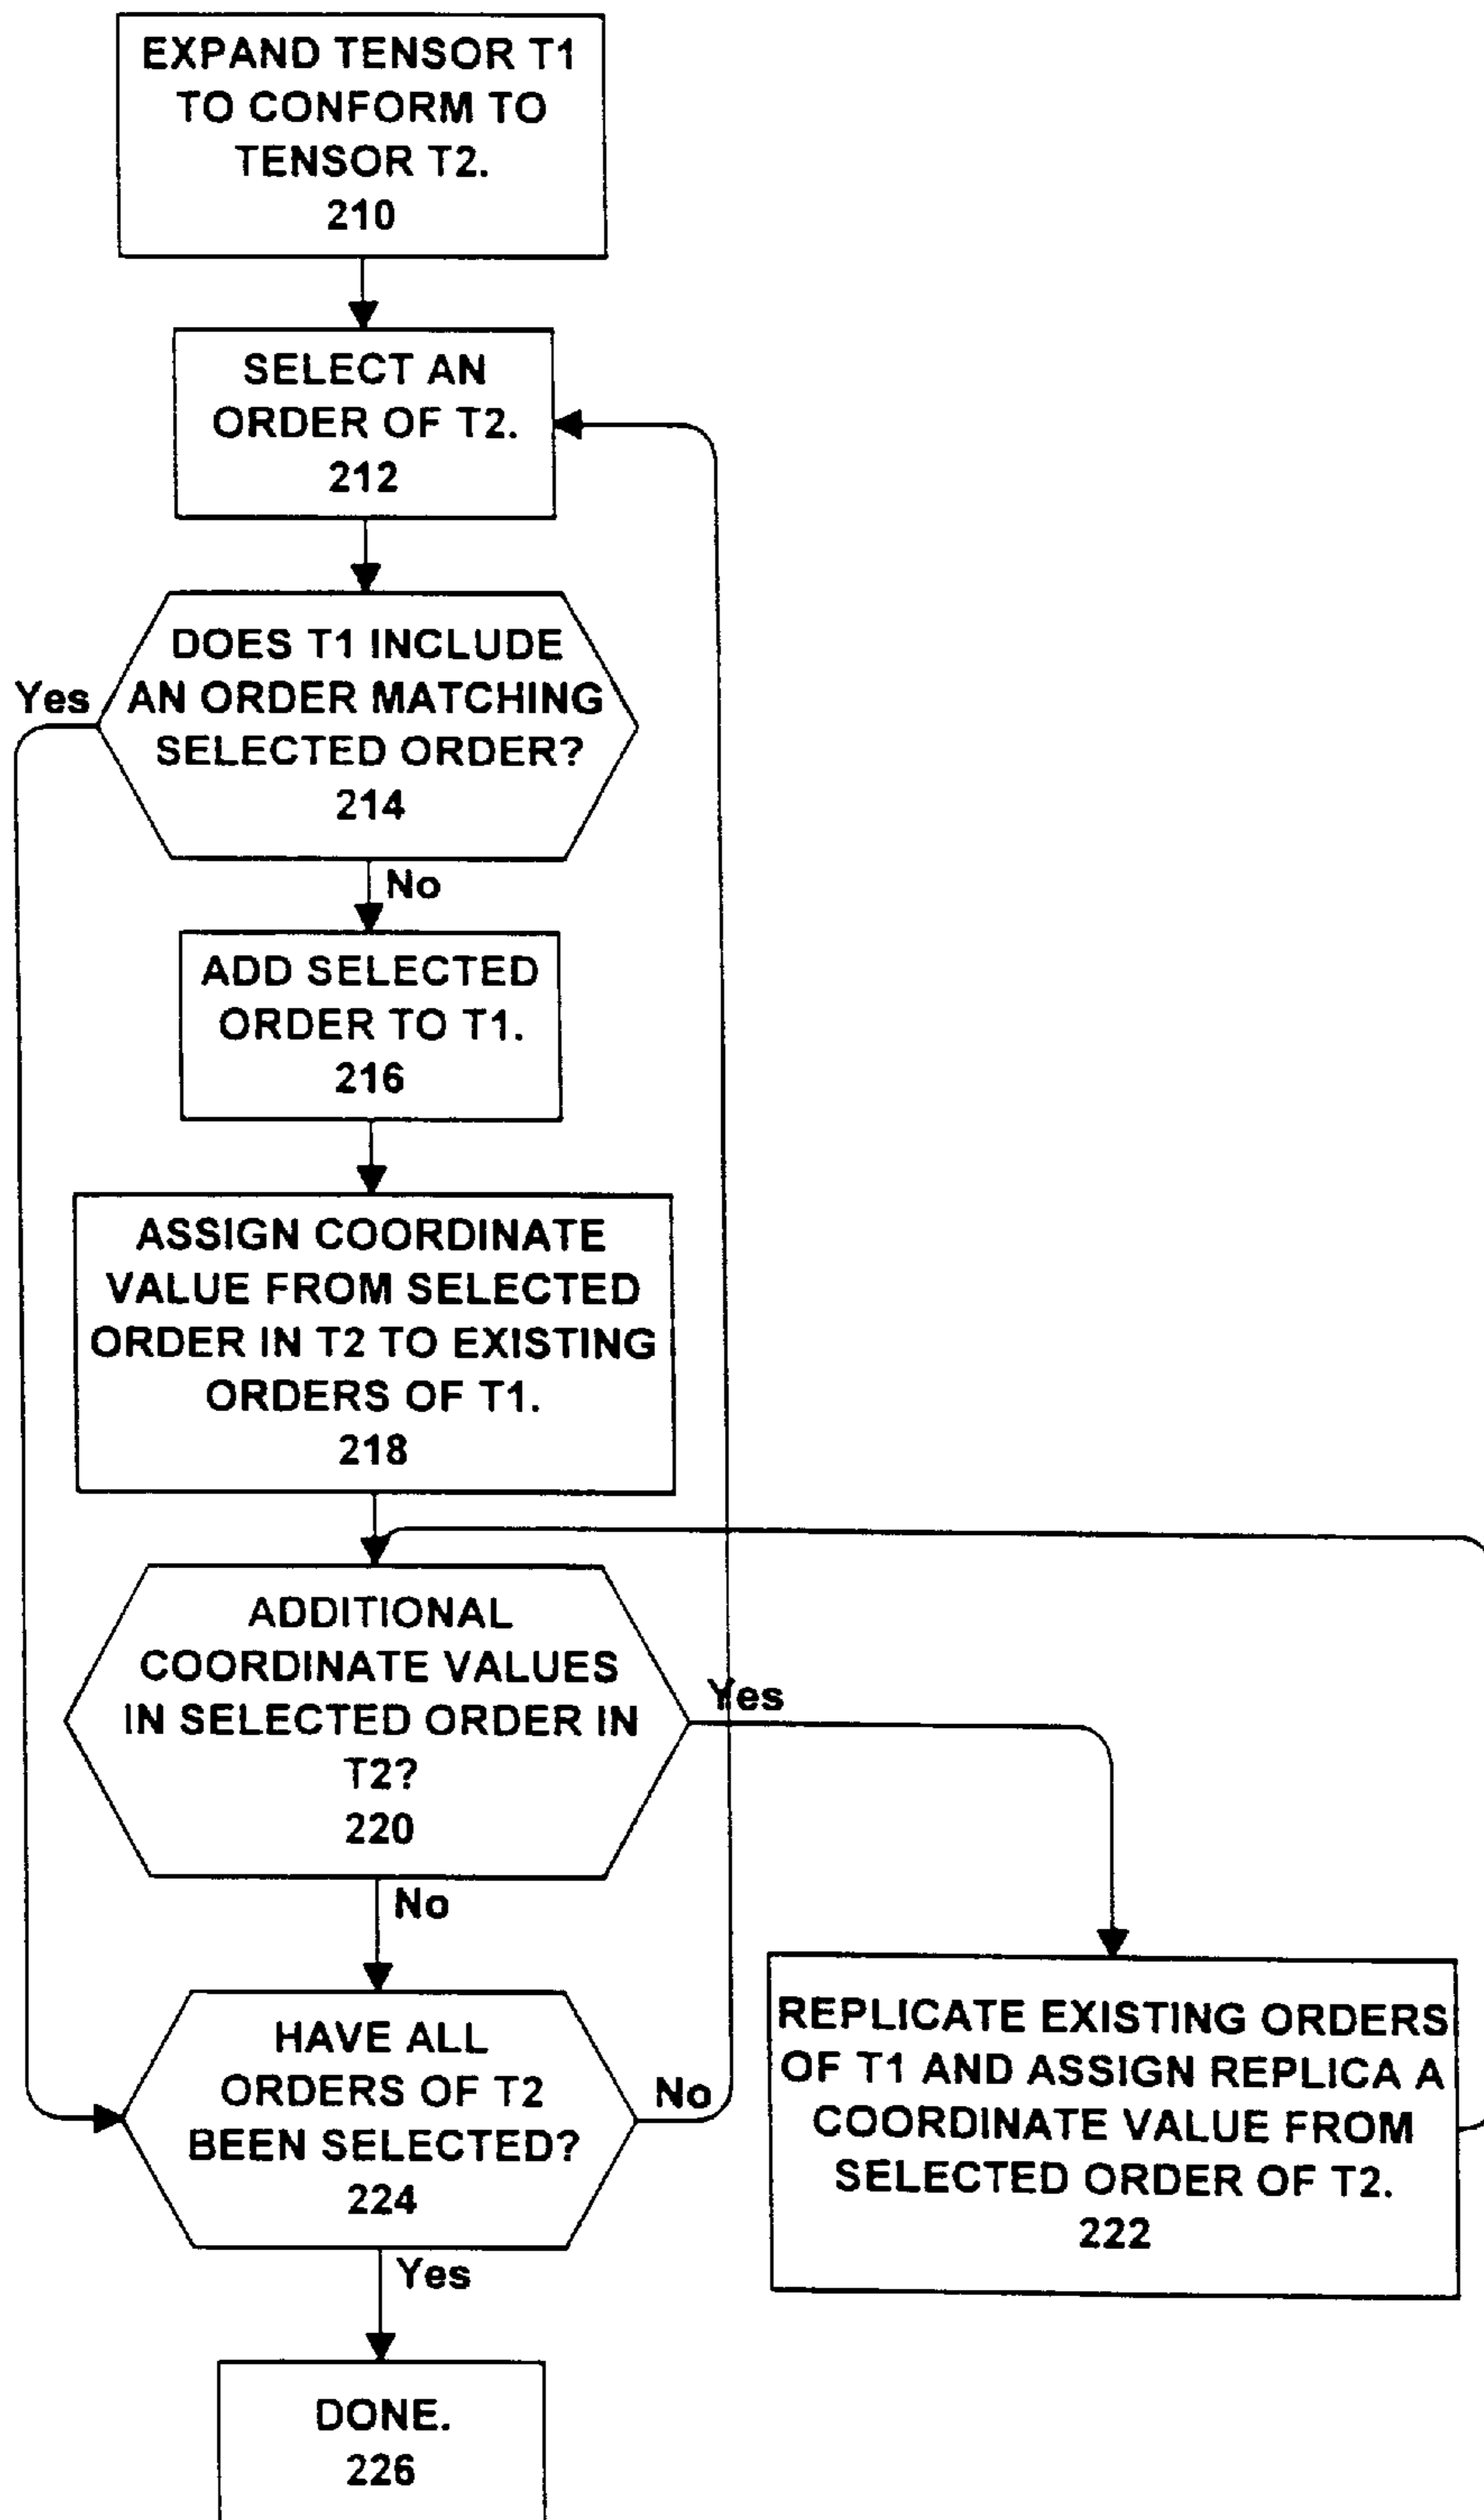 EXPAND TENSOR T1
TO CONFORM TO
TENSOR T2.
210
SELECT AN
ORDER OF T2.
212
DOES T1 INCLUDE
AN ORDER MATCHING
SELECTED ORDER?
214
Yes
No
ADD SELECTED
ORDER TO T1.
216
ASSIGN COORDINATE
VALUE FROM SELECTED
ORDER IN T2 TO EXISTING
ORDERS OF T1.
218
ADDITIONAL
COORDINATE VALUES
IN SELECTED ORDER IN
T2?
220
Yes
No
REPLICATE EXISTING ORDERS
OF T1 AND ASSIGN REPLICA A
COORDINATE VALUE FROM
SELECTED ORDER OF T2.
222
HAVE ALL
ORDERS OF T2
BEEN SELECTED?
224
No
Yes
DONE.
226